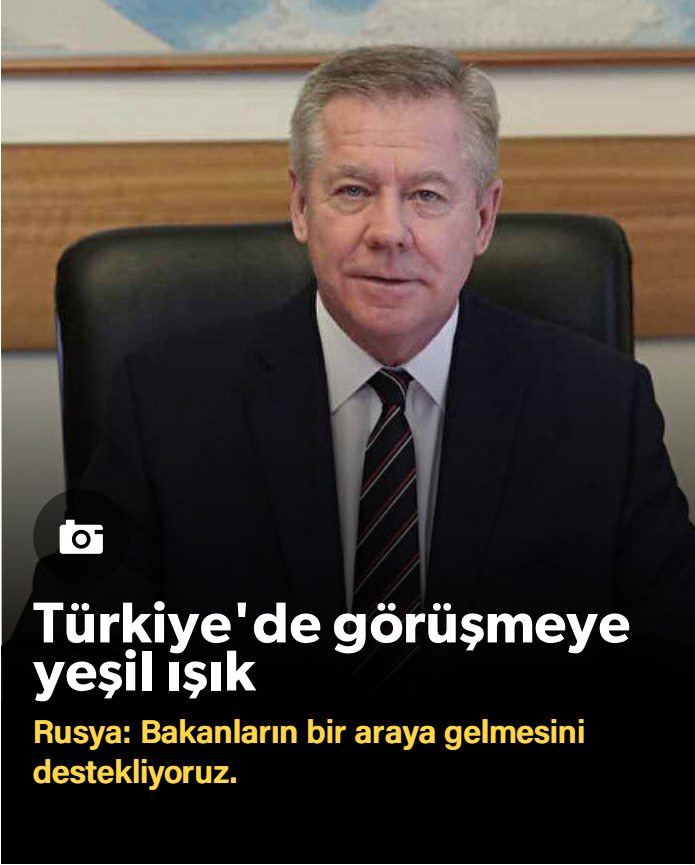 Türkiye'de görüşmeye
yeşil ışık
Rusya: Bakanların bir araya gelmesini
destekliyoruz.